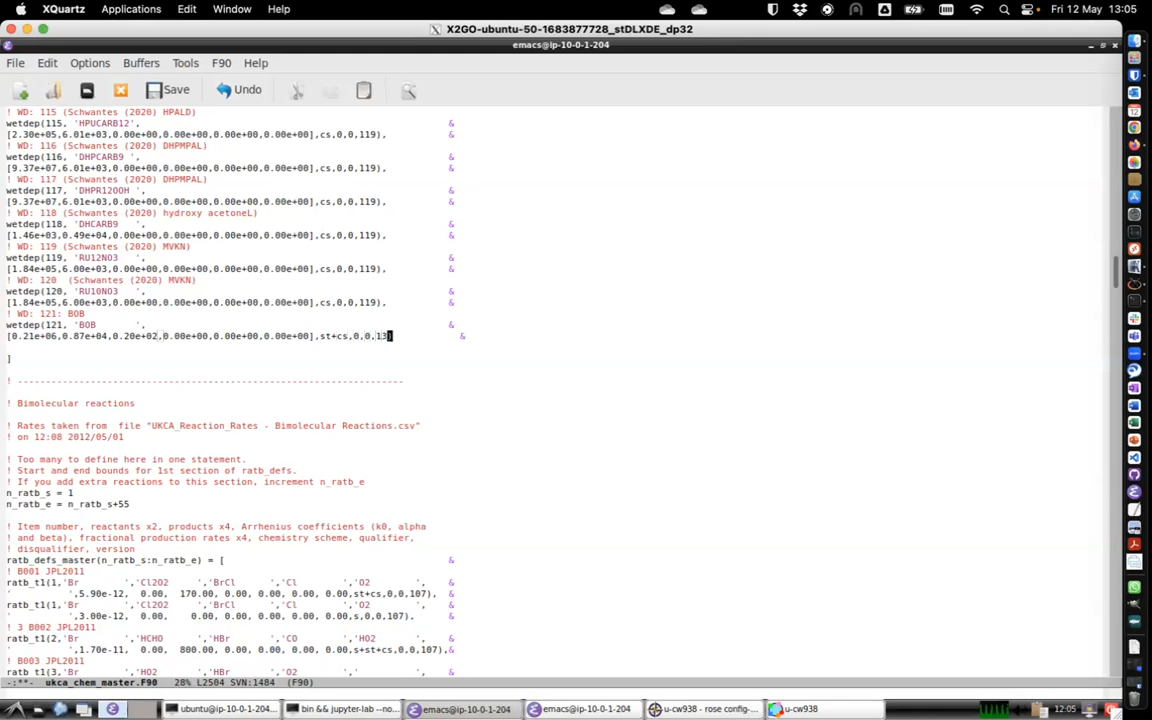 XQuartz Applications Edit Window Help Fri 12 May 13:05
X2GO-ubuntu-50-1683877728_stDLXDE_dp32
emacs@ip-10-0-1-204
File Edit Options Buffers Tools F90 Help
Save Undo
! WD: 115 (Schwantes (2020) HPALD)
wetdep(115, 'HPUCARB12', &
[2.30e+05,6.01e+03,0.00e+00,0.00e+00,0.00e+00,0.00e+00],cs,0,0,119), &
! WD: 116 (Schwantes (2020) DHPMPAL)
wetdep(116, 'DHPCARB9 ', &
[9.37e+07,6.01e+03,0.00e+00,0.00e+00,0.00e+00,0.00e+00],cs,0,0,119), &
! WD: 117 (Schwantes (2020) DHPMPAL)
wetdep(117, 'DHPR12OOH ', &
[9.37e+07,6.01e+03,0.00e+00,0.00e+00,0.00e+00,0.00e+00],cs,0,0,119), &
! WD: 118 (Schwantes (2020) hydroxy acetoneL)
wetdep(118, 'DHCARB9 ', &
[1.46e+03,0.49e+04,0.00e+00,0.00e+00,0.00e+00,0.00e+00],cs,0,0,119), &
! WD: 119 (Schwantes (2020) MVKN)
wetdep(119, 'RU12NO3 ', &
[1.84e+05,6.00e+03,0.00e+00,0.00e+00,0.00e+00,0.00e+00],cs,0,0,119), &
! WD: 120 (Schwantes (2020) MVKN)
wetdep(120, 'RU10NO3 ', &
[1.84e+05,6.00e+03,0.00e+00,0.00e+00,0.00e+00,0.00e+00],cs,0,0,119), &
! WD: 121: BOB
wetdep(121, 'BOB ', &
[0.21e+06,0.87e+04,0.20e+02,0.00e+00,0.00e+00,0.00e+00],st+cs,0,0,13) &
]
! ----------------------------------------------------------------------
! Bimolecular reactions
! Rates taken from file "UKCA_Reaction_Rates - Bimolecular Reactions.csv"
! on 12:08 2012/05/01
! Too many to define here in one statement.
! Start and end bounds for 1st section of ratb_defs.
! If you add extra reactions to this section, increment n_ratb_e
n_ratb_s = 1
n_ratb_e = n_ratb_s+55
! Item number, reactants x2, products x4, Arrhenius coefficients (k0, alpha
! and beta), fractional production rates x4, chemistry scheme, qualifier,
! disqualifier, version
ratb_defs_master(n_ratb_s:n_ratb_e) = [ &
! B001 JPL2011
ratb_t1(1,'Br ','Cl2O2 ','BrCl ','Cl ','O2 ', &
' ',5.90e-12, 0.00, 170.00, 0.00, 0.00, 0.00, 0.00,st+cs,0,0,107), &
ratb_t1(1,'Br ','Cl2O2 ','BrCl ','Cl ','O2 ', &
' ',3.00e-12, 0.00, 0.00, 0.00, 0.00, 0.00, 0.00,s,0,0,107), &
! 3 B002 JPL2011
ratb_t1(2,'Br ','HCHO ','HBr ','CO ','HO2 ', &
' ',1.70e-11, 0.00, 800.00, 0.00, 0.00, 0.00, 0.00,s+st+cs,0,0,107),&
! B003 JPL2011
ratb_t1(3,'Br ','HO2 ','HBr ','O2 ',' ', &
-:**- ukca_chem_master.F90 28% L2504 SVN:1484 (F90)
ubuntu@ip-10-0-1-204... bin && jupyter-lab --no... emacs@ip-10-0-1-204 emacs@ip-10-0-1-204 u-cw938 - rose config-... u-cw938 12:05